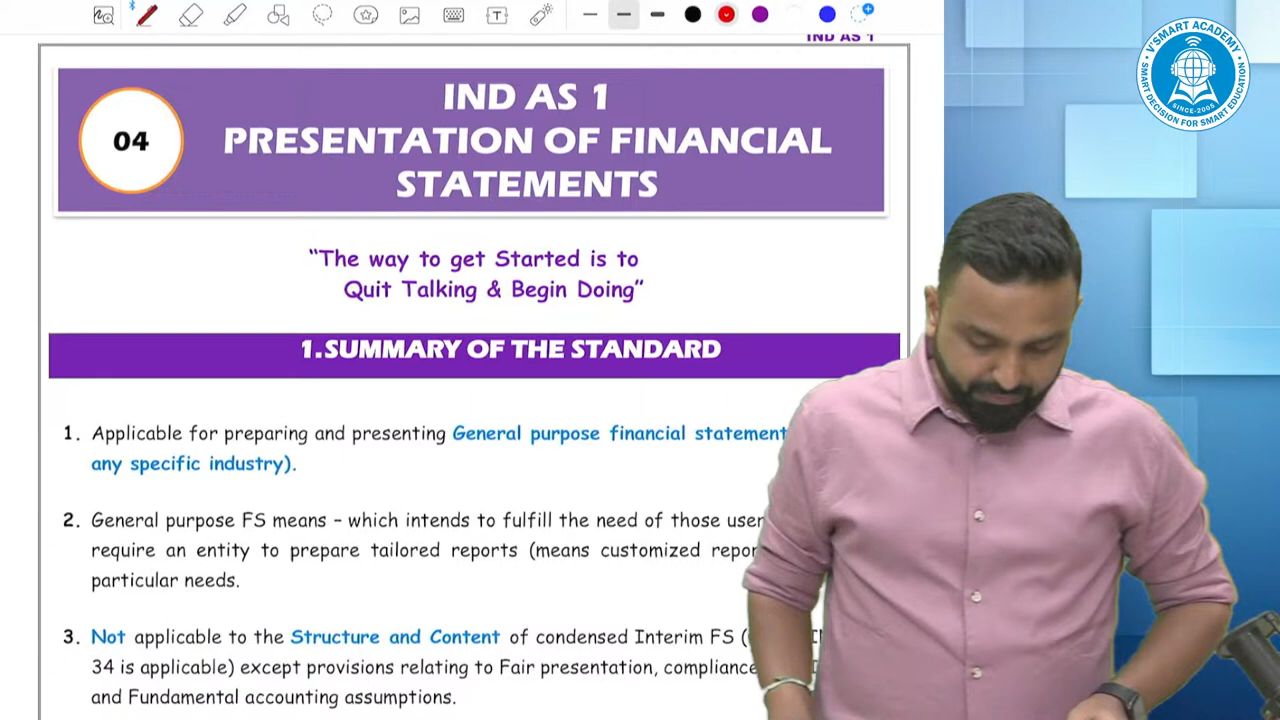 IND AS 1
04
IND AS 1
PRESENTATION OF FINANCIAL
STATEMENTS
“The way to get Started is to
Quit Talking & Begin Doing”
1.SUMMARY OF THE STANDARD
1. Applicable for preparing and presenting General purpose financial statement
any specific industry).
2. General purpose FS means – which intends to fulfill the need of those user
require an entity to prepare tailored reports (means customized repor
particular needs.
3. Not applicable to the Structure and Content of condensed Interim FS (
34 is applicable) except provisions relating to Fair presentation, compliance
and Fundamental accounting assumptions.
V'SMART ACADEMY
SINCE-2005
SMART DECISION FOR SMART EDUCATION